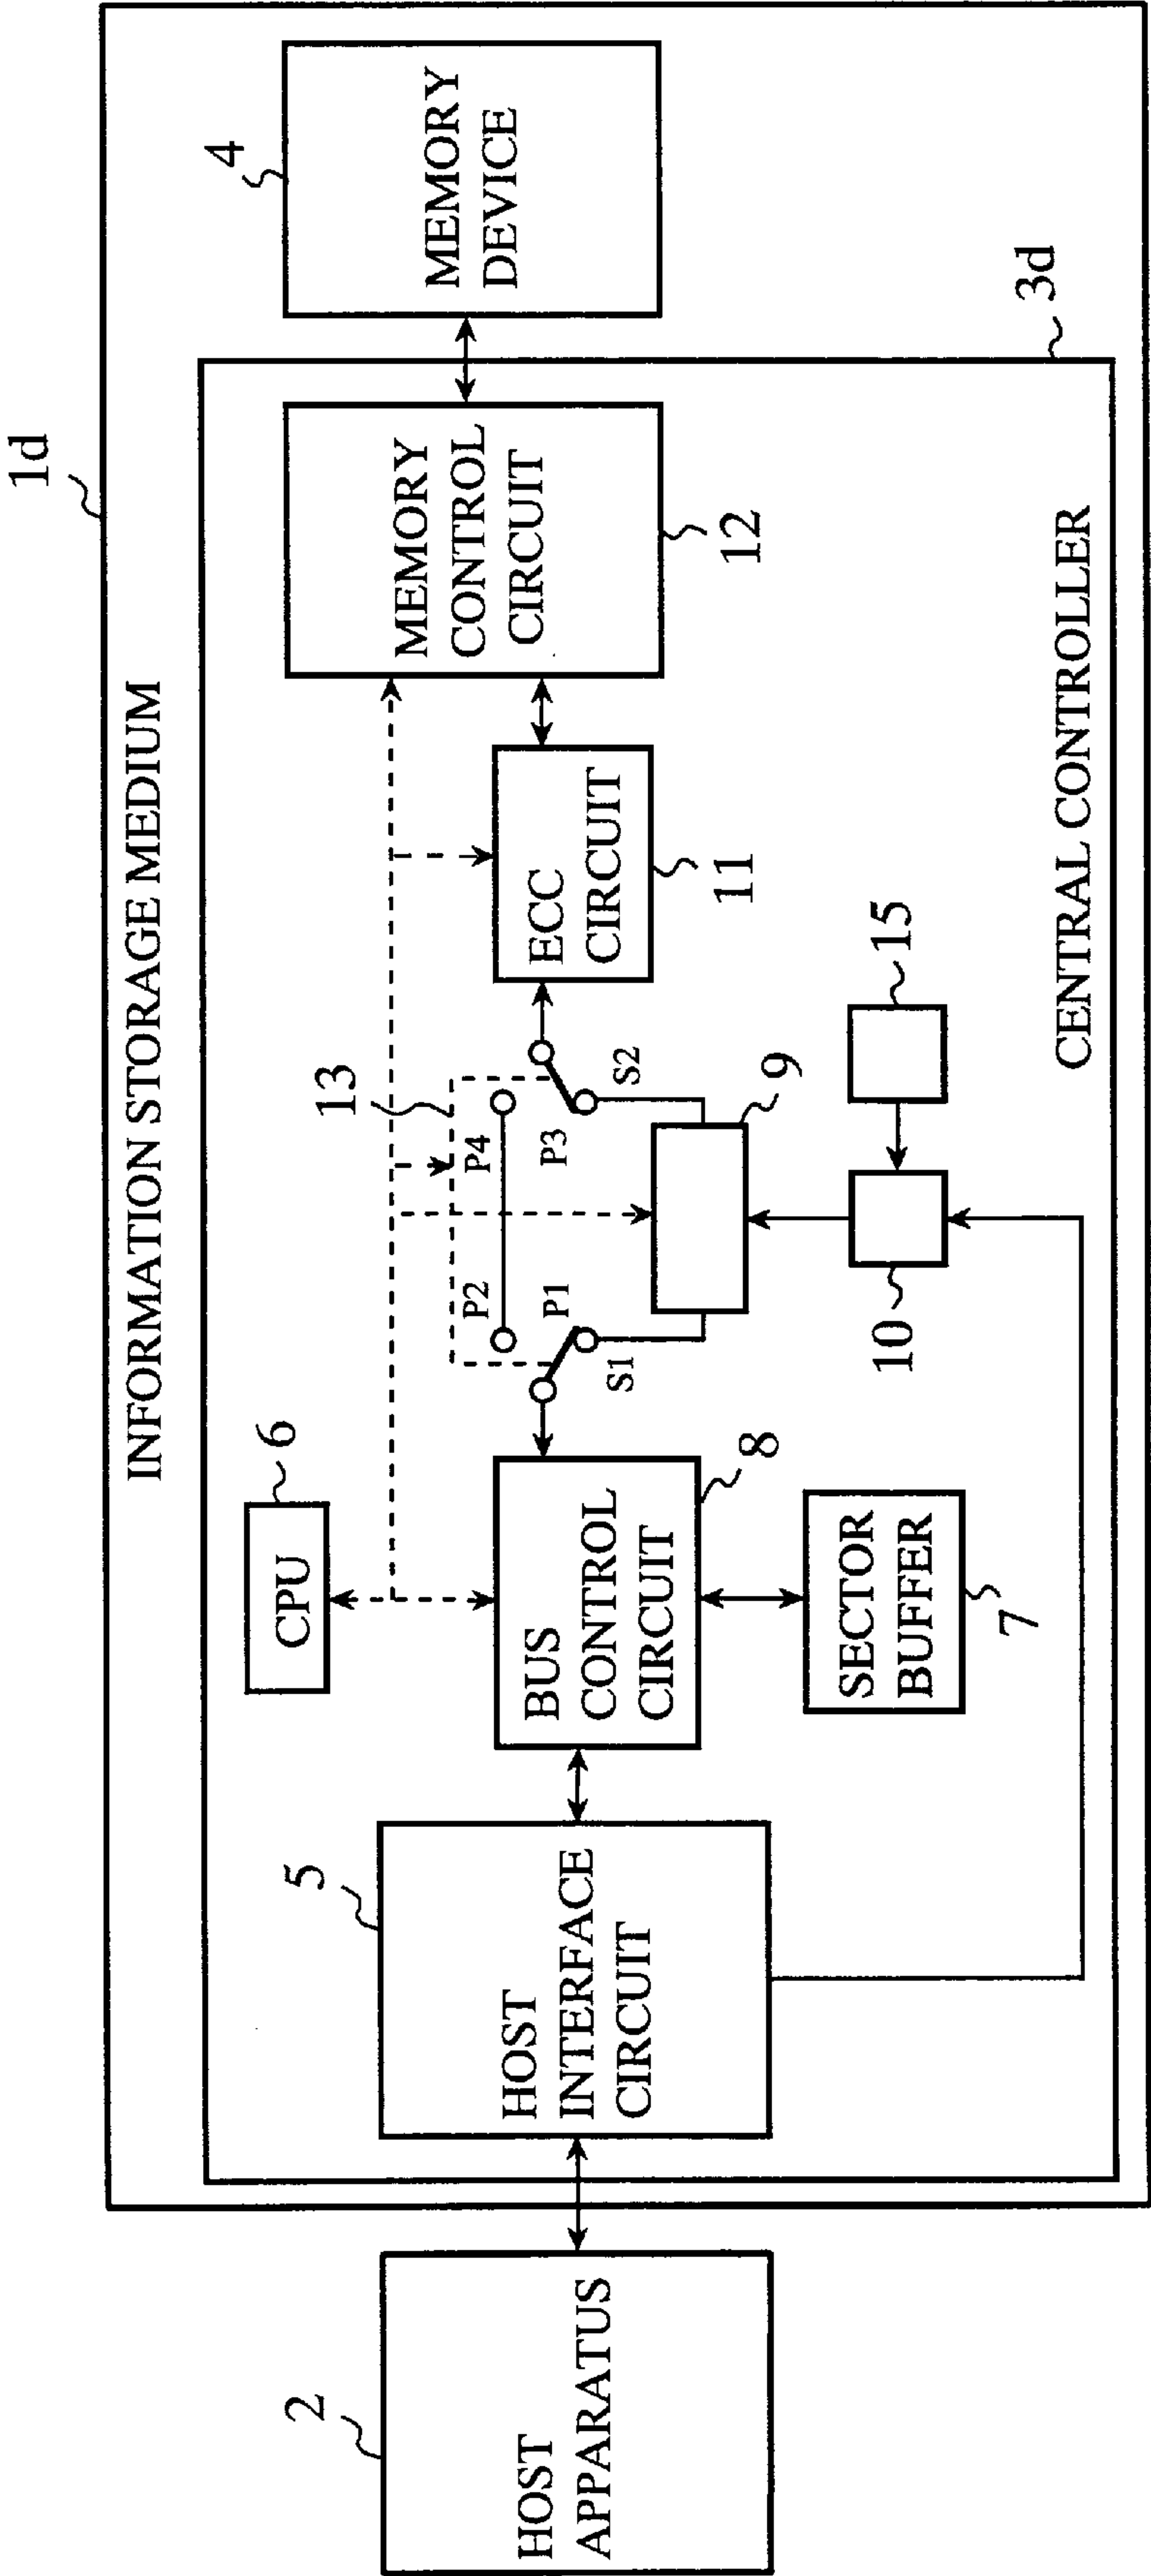 1d
INFORMATION STORAGE MEDIUM
2
HOST
APPARATUS
5
HOST
INTERFACE
CIRCUIT
6
CPU
BUS
CONTROL
CIRCUIT
8
SECTOR
BUFFER
7
13
P2
P4
P1
P3
S1
S2
9
10
15
ECC
CIRCUIT
11
MEMORY
CONTROL
CIRCUIT
12
4
MEMORY
DEVICE
CENTRAL CONTROLLER
3d